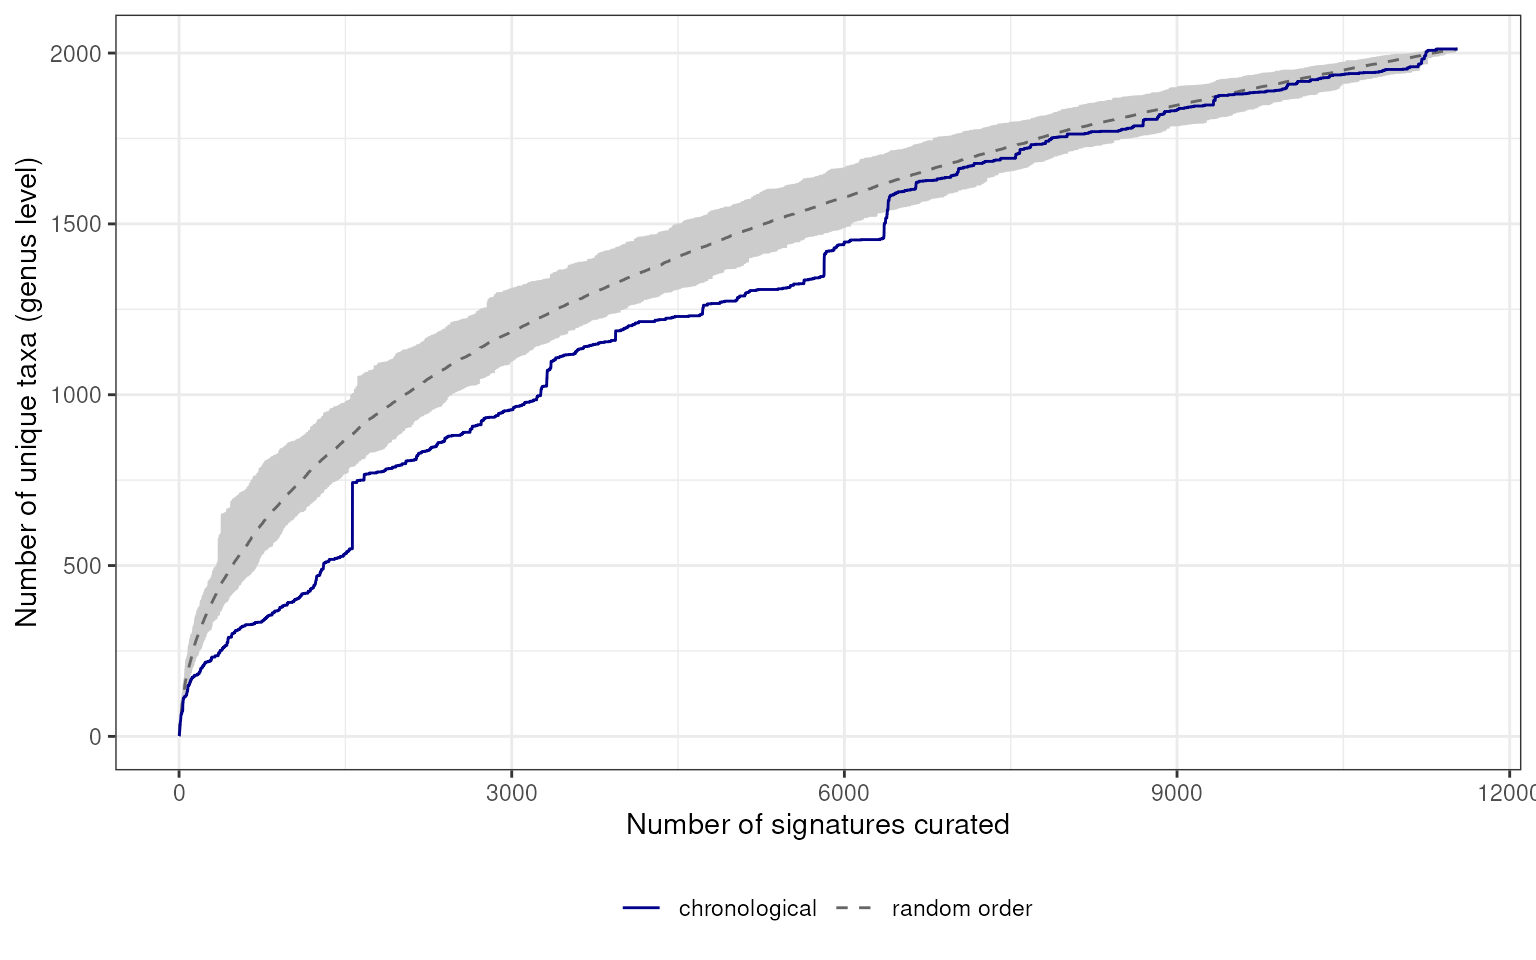 Number of unique taxa (genus level)
2000
1500
1000
500
0
0 3000 6000 9000 12000
Number of signatures curated
chronological random order